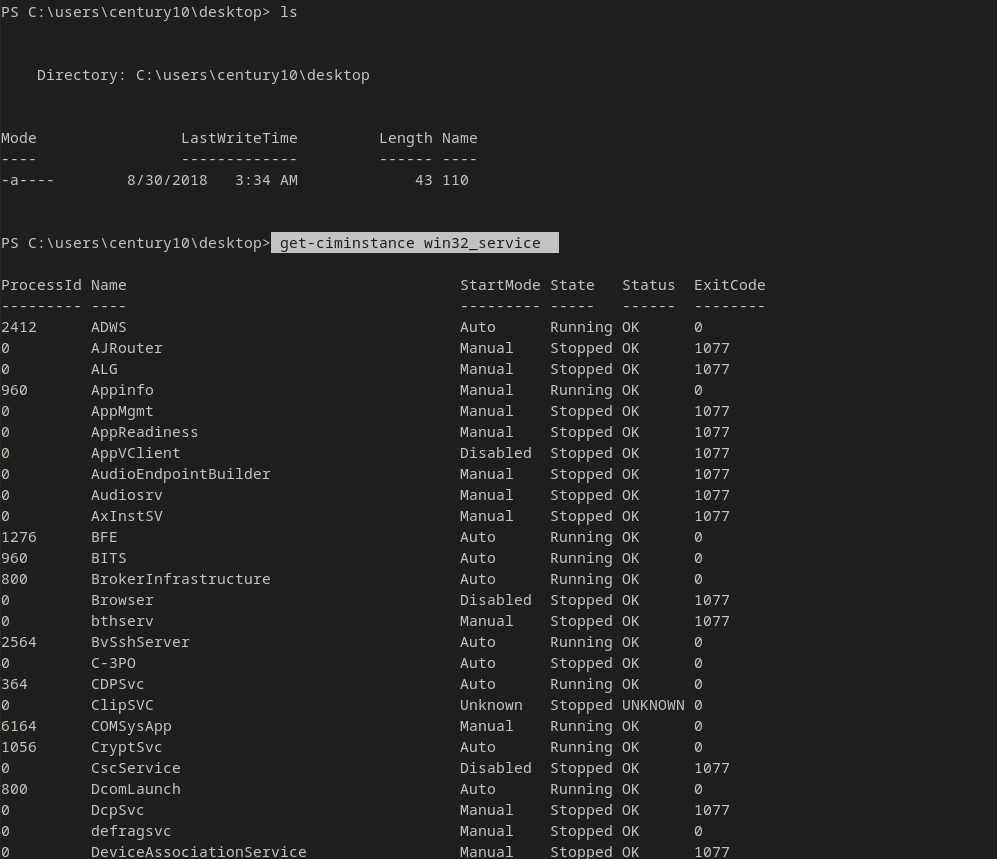 PS C:\users\century10\desktop> ls
Directory: C:\users\century10\desktop
Mode                LastWriteTime         Length Name
----                -------------         ------ ----
-a----        8/30/2018   3:34 AM             43 110
PS C:\users\century10\desktop> get-ciminstance win32_service
ProcessId Name                                     StartMode State   Status  ExitCode
--------- ----                                     --------- -----   ------  --------
2412      ADWS                                     Auto      Running OK      0
0         AJRouter                                 Manual    Stopped OK      1077
0         ALG                                      Manual    Stopped OK      1077
960       Appinfo                                  Manual    Running OK      0
0         AppMgmt                                  Manual    Stopped OK      1077
0         AppReadiness                             Manual    Stopped OK      1077
0         AppVClient                               Disabled  Stopped OK      1077
0         AudioEndpointBuilder                     Manual    Stopped OK      1077
0         Audiosrv                                 Manual    Stopped OK      1077
0         AxInstSV                                 Manual    Stopped OK      1077
1276      BFE                                      Auto      Running OK      0
960       BITS                                     Auto      Running OK      0
800       BrokerInfrastructure                     Auto      Running OK      0
0         Browser                                  Disabled  Stopped OK      1077
0         bthserv                                  Manual    Stopped OK      1077
2564      BvSshServer                              Auto      Running OK      0
0         C-3PO                                    Auto      Stopped OK      0
364       CDPSvc                                   Auto      Running OK      0
0         ClipSVC                                  Unknown   Stopped UNKNOWN 0
6164      COMSysApp                                Manual    Running OK      0
1056      CryptSvc                                 Auto      Running OK      0
0         CscService                               Disabled  Stopped OK      1077
800       DcomLaunch                               Auto      Running OK      0
0         DcpSvc                                   Manual    Stopped OK      1077
0         defragsvc                                Manual    Stopped OK      0
0         DeviceAssociationService                 Manual    Stopped OK      1077